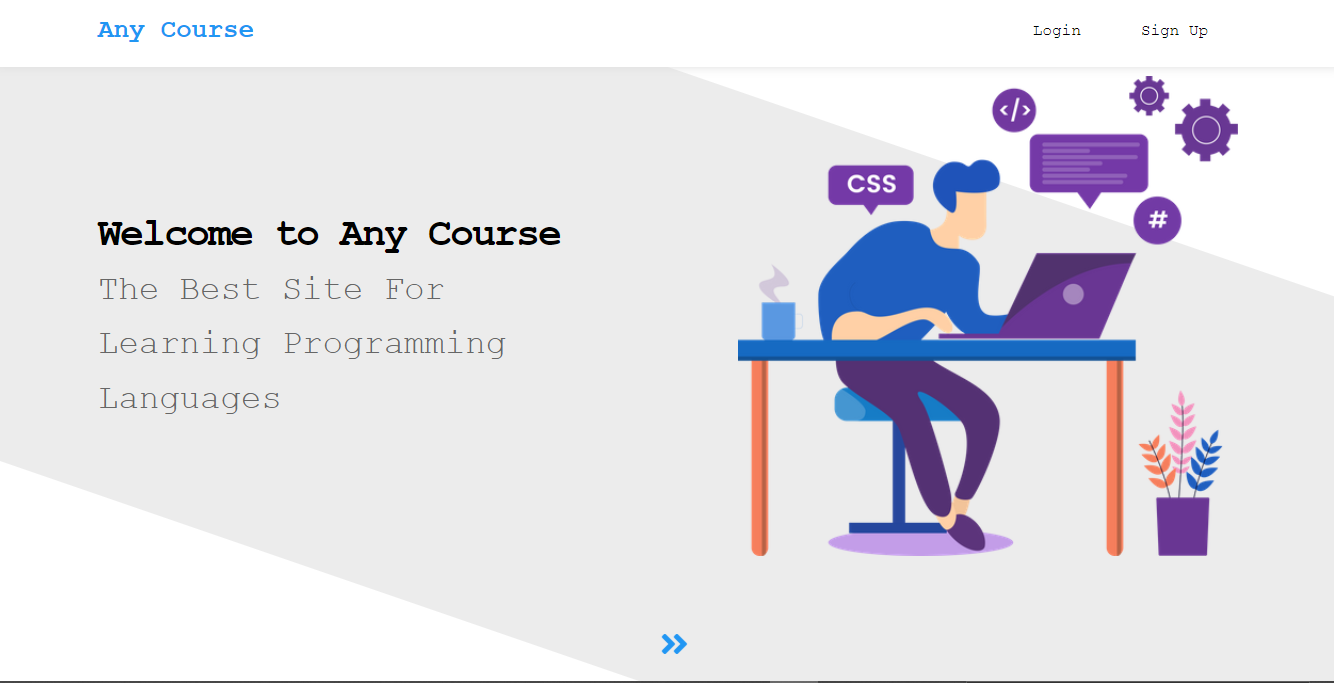 Any Course
Login
Sign Up
</>
CSS
#
Welcome to Any Course
The Best Site For
Learning Programming
Languages